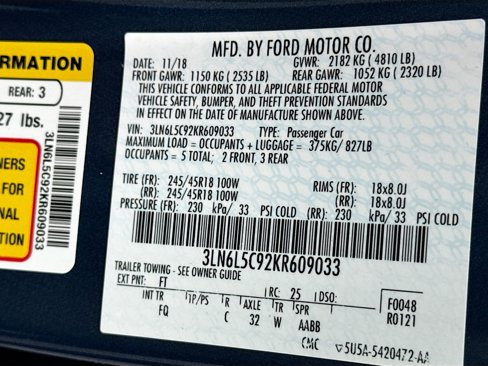 ORMATION
REAR: 3
27 lbs.
NERS
FOR
NAL
TION
3LN6L5C92KR609033
MFD. BY FORD MOTOR CO.
DATE: 11/18 GVWR: 2182 KG ( 4810 LB)
FRONT GAWR: 1150 KG ( 2535 LB) REAR GAWR: 1052 KG ( 2320 LB)
THIS VEHICLE CONFORMS TO ALL APPLICABLE FEDERAL MOTOR
VEHICLE SAFETY, BUMPER, AND THEFT PREVENTION STANDARDS
IN EFFECT ON THE DATE OF MANUFACTURE SHOWN ABOVE.
VIN: 3LN6L5C92KR609033 TYPE: Passenger Car
MAXIMUM LOAD = OCCUPANTS + LUGGAGE = 375KG/ 827LB
OCCUPANTS = 5 TOTAL; 2 FRONT, 3 REAR
TIRE (FR): 245/45R18 100W RIMS (FR): 18x8.0J
(RR): 245/45R18 100W (RR): 18x8.0J
PRESSURE (FR): 230 kPa/ 33 PSI COLD (RR): 230 kPa/ 33 PSI COLD
3LN6L5C92KR609033
TRAILER TOWING - SEE OWNER GUIDE
EXT PNT: FT RC: 25 DSO: F0048
INT TR TP/PS R AXLE TR SPR R0121
FQ C 32 W AABB
CMC 5U5A-5420472-AA